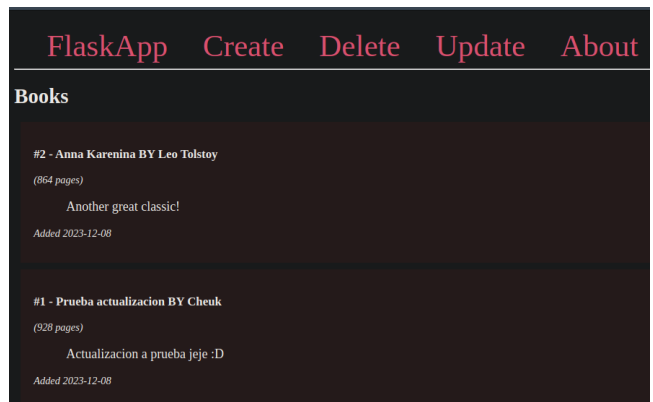 FlaskApp Create Delete Update About
Books
#2 - Anna Karenina BY Leo Tolstoy
(864 pages)
Another great classic!
Added 2023-12-08
#1 - Prueba actualizacion BY Cheuk
(928 pages)
Actualizacion a prueba jeje :D
Added 2023-12-08